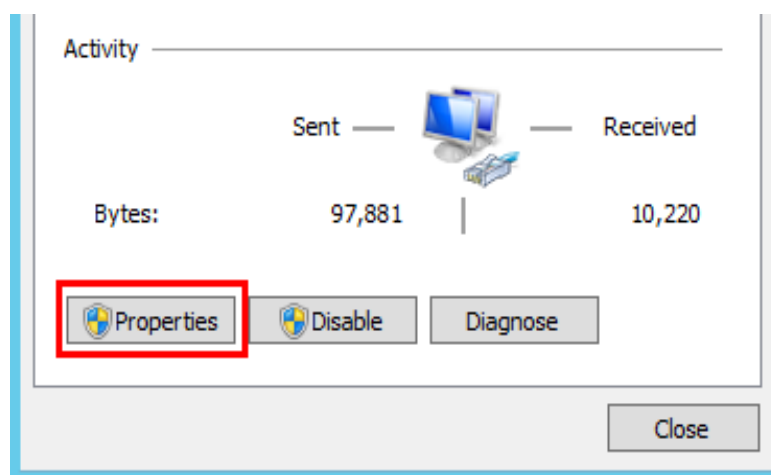 Activity
Sent Received
Bytes: 97,881 10,220
Properties Disable Diagnose
Close